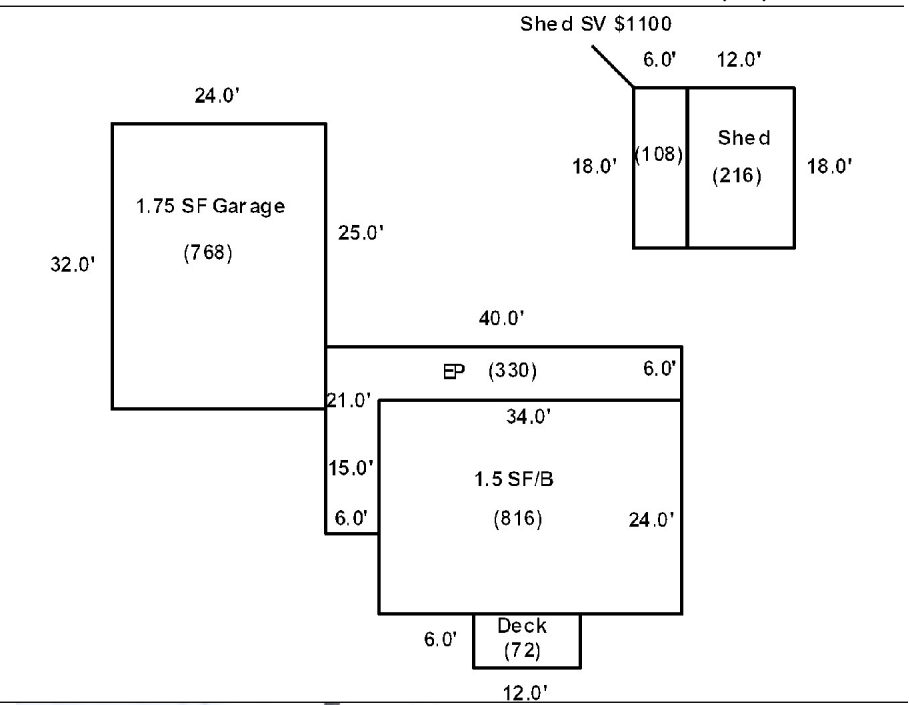 Shed SV $1100
6.0' 12.0'
24.0'
18.0' (108) Shed 18.0'
(216)
1.75 SF Garage
(768)
25.0'
32.0'
40.0'
EP (330) 6.0'
21.0'
34.0'
15.0'
1.5 SF/B
6.0' (816) 24.0'
Deck
6.0' (72)
12.0'